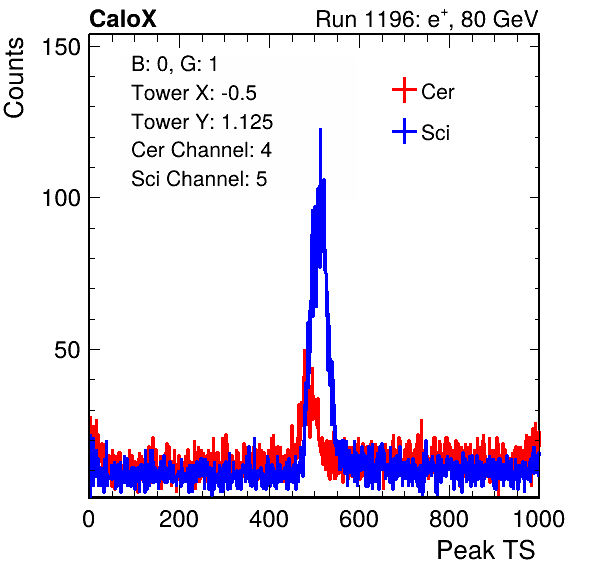 CaloX Run 1196: e+, 80 GeV
B: 0, G: 1
Tower X: -0.5
Tower Y: 1.125
Cer Channel: 4
Sci Channel: 5
Cer
Sci
Counts
150
100
50
0 200 400 600 800 1000
Peak TS